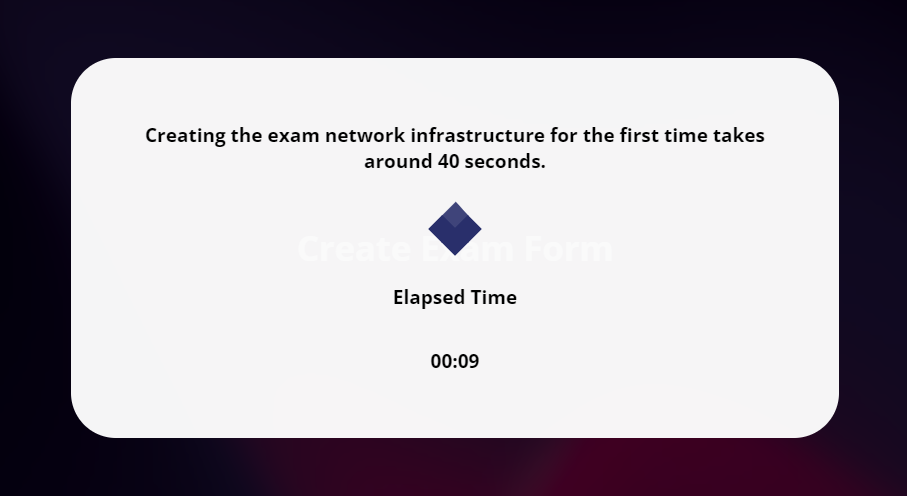 Creating the exam network infrastructure for the first time takes
around 40 seconds.
Create Exam Form
Elapsed Time
00:09